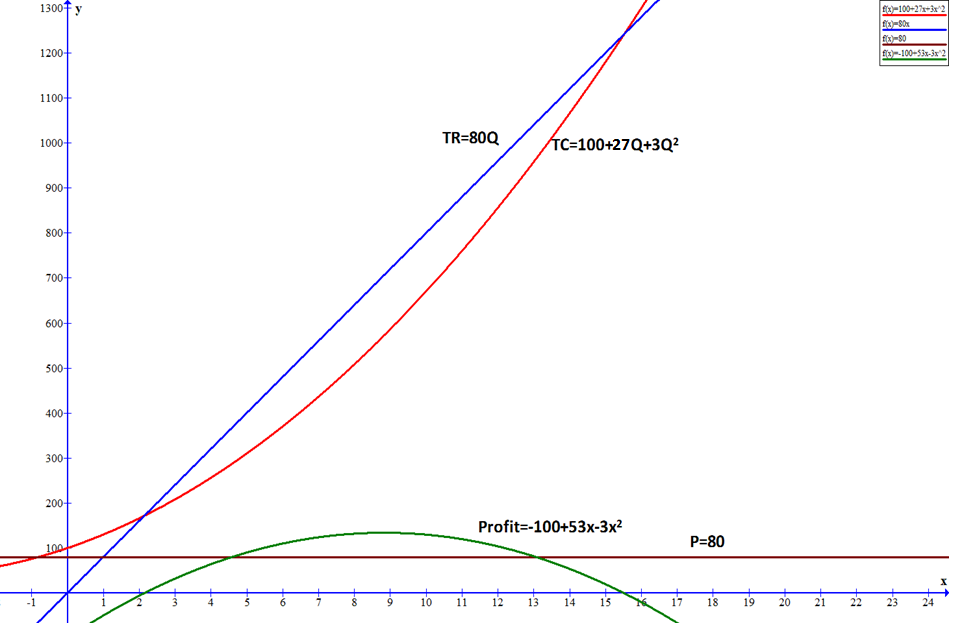 y
f(x)=100+27x+3x^2
f(x)=80x
f(x)=80
f(x)=-100+53x-3x^2
1300
1200
1100
1000
900
800
700
600
500
400
300
200
100
TR=80Q
TC=100+27Q+3Q²
Profit=-100+53x-3x²
P=80
x
-1 1 2 3 4 5 6 7 8 9 10 11 12 13 14 15 16 17 18 19 20 21 22 23 24